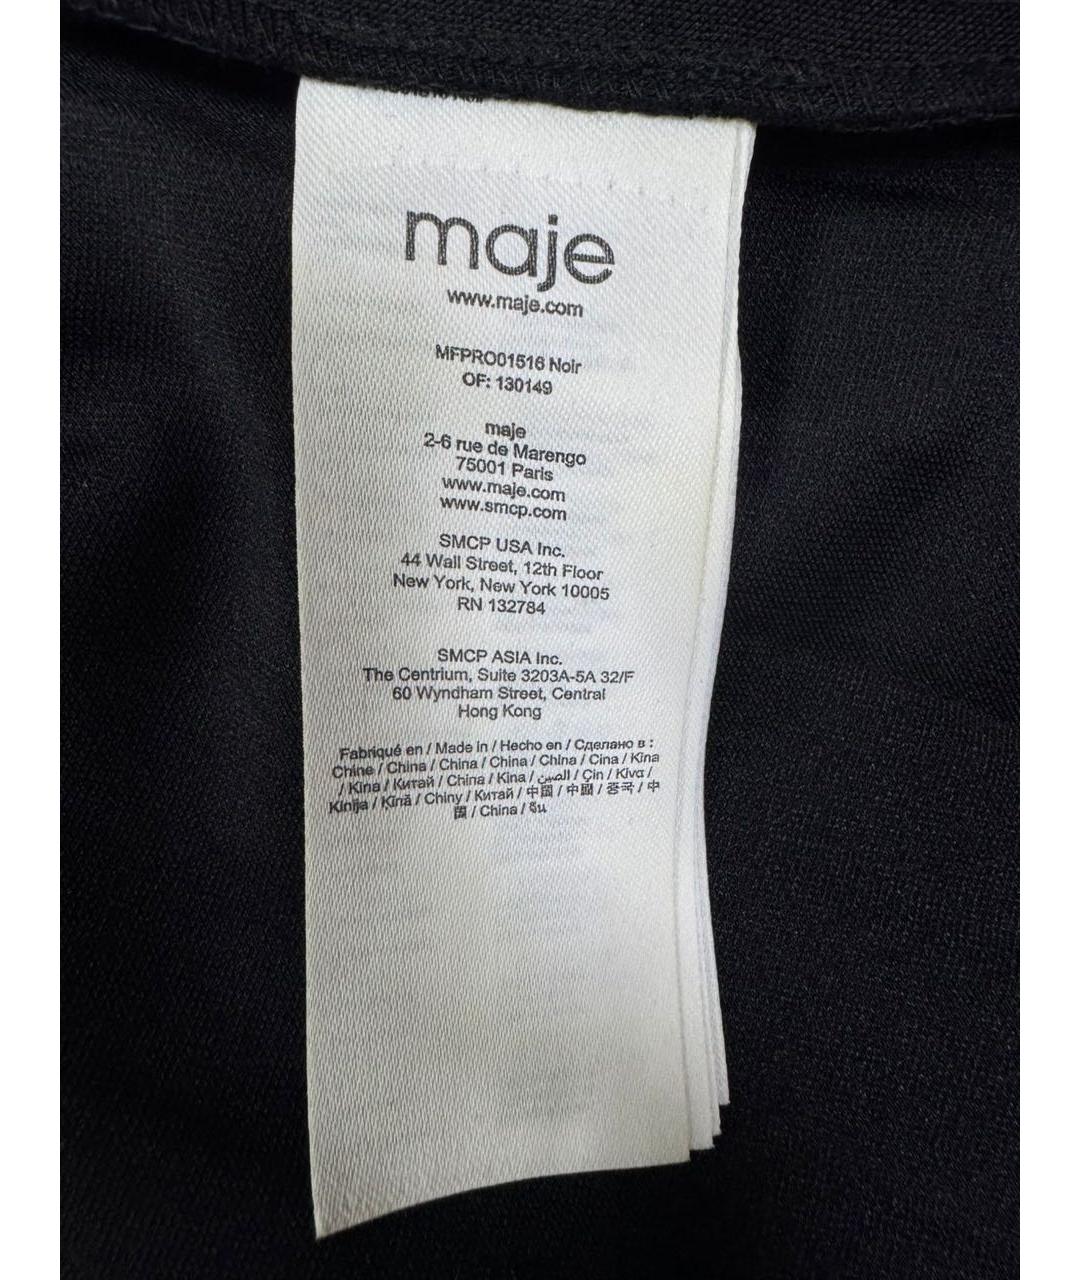 maje
www.maje.com
MFPRO01516 Noir
OF: 130149
maje
2-6 rue de Marengo
75001 Paris
www.maje.com
www.smcp.com
SMCP USA Inc.
44 Wall Street, 12th Floor
New York, New York 10005
RN 132784
SMCP ASIA Inc.
The Centrium, Suite 3203A-5A 32/F
60 Wyndham Street, Central
Hong Kong
Fabriqué en / Made in / Hecho en / Сделано в :
Chine / China / China / China / China / Cina / Kina
/ Kina / Китай / China / Kina / الصين / Çin / Κίνα /
Kinija / Ķīnā / Chiny / Китай / 中国 / 中國 / 중국 / 中
国 / China / จีน